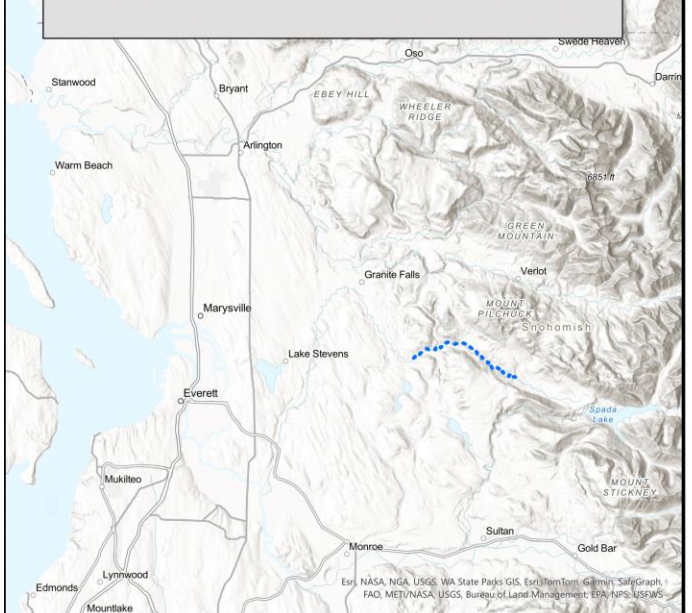 Oso
Swede Heaven
Darrin
Stanwood
Bryant
EBEY HILL
WHEELER
RIDGE
Arlington
Warm Beach
6851 ft
GREEN
MOUNTAIN
Granite Falls
Verlot
MOUNT
PILCHUCK
Snohomish
Marysville
Lake Stevens
Everett
Spada
Lake
Mukilteo
MOUNT
STICKNEY
Sultan
Monroe
Gold Bar
Lynnwood
Edmonds
Mountlake
Esri, NASA, NGA, USGS, WA State Parks GIS, Esri, TomTom, Garmin, SafeGraph,
FAO, METI/NASA, USGS, Bureau of Land Management, EPA, NPS, USFWS